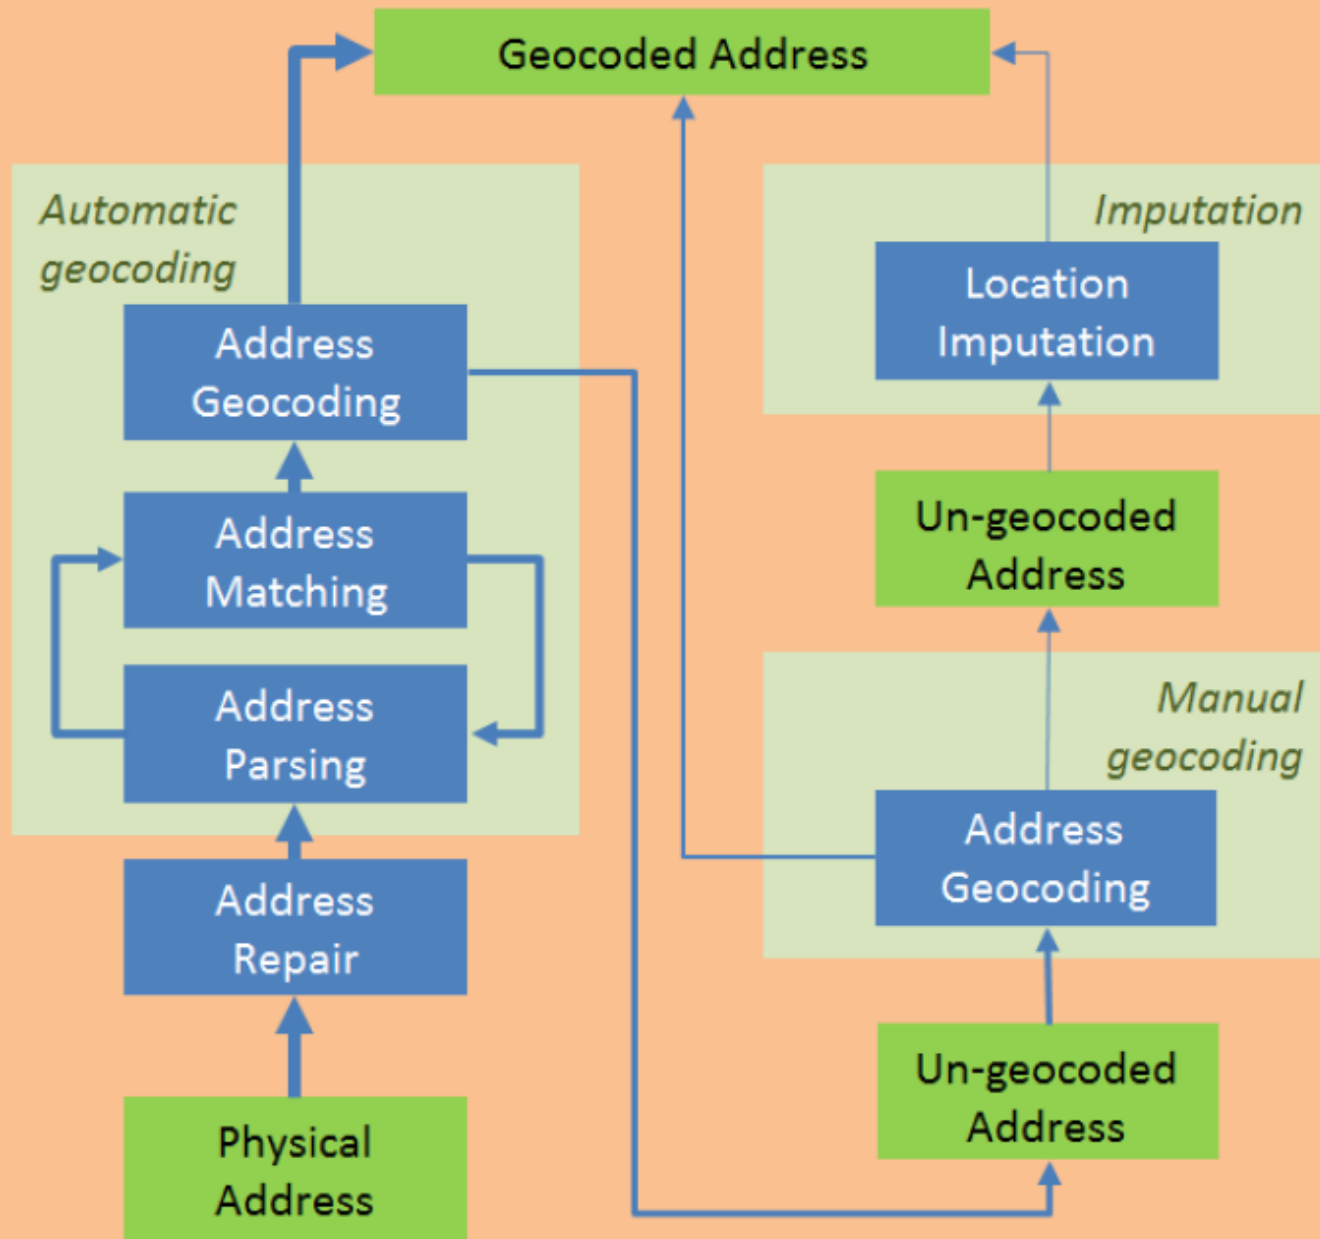 Geocoded Address
Automatic
geocoding
Address
Geocoding
Address
Matching
Address
Parsing
Address
Repair
Physical
Address
Imputation
Location
Imputation
Un-geocoded
Address
Manual
geocoding
Address
Geocoding
Un-geocoded
Address